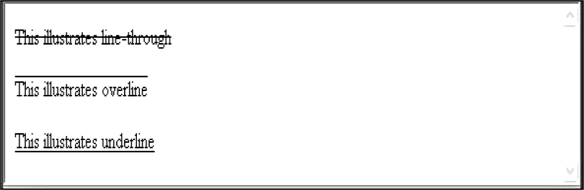 This illustrates line-through
This illustrates overline
This illustrates underline